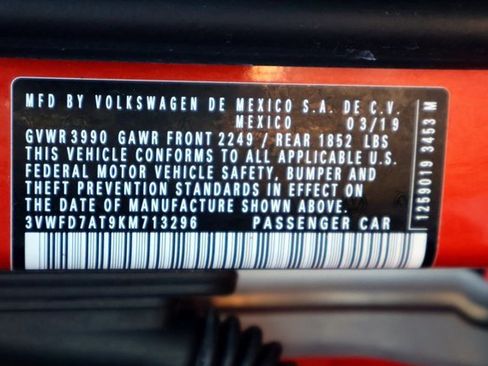 MFD BY VOLKSWAGEN DE MEXICO S.A. DE C.V.
MEXICO 03/19
GVWR 3990 GAWR FRONT 2249 / REAR 1852 LBS
THIS VEHICLE CONFORMS TO ALL APPLICABLE U.S.
FEDERAL MOTOR VEHICLE SAFETY, BUMPER AND
THEFT PREVENTION STANDARDS IN EFFECT ON
THE DATE OF MANUFACTURE SHOWN ABOVE.
3VWFD7AT9KM713296 PASSENGER CAR
1259019 3453 M